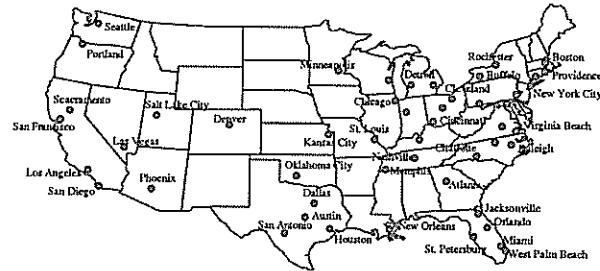 Seattle
Portland
Minneapolis
Rochester
Boston
Buffalo
Providence
Detroit
Cleveland
New York City
Sacramento
Salt Lake City
Chicago
Denver
San Francisco
Cincinnati
St. Louis
Virginia Beach
Las Vegas
Kansas City
Charlotte
Raleigh
Nashville
Los Angeles
Oklahoma City
Memphis
Phoenix
San Diego
Atlanta
Dallas
Austin
Jacksonville
San Antonio
New Orleans
Orlando
Houston
St. Petersburg
Miami
West Palm Beach